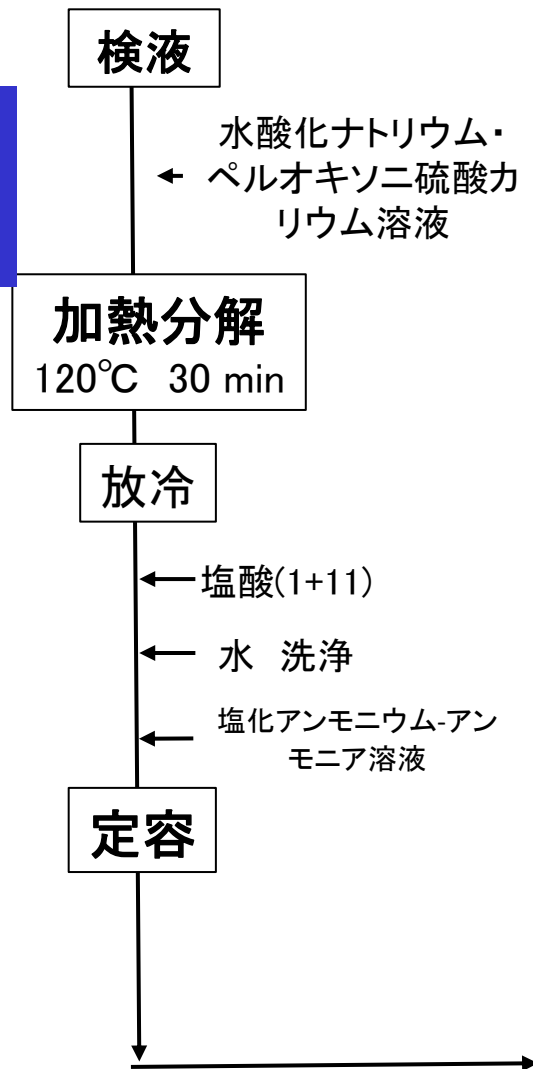 検液
水酸化ナトリウム・
ペルオキソニ硫酸カ
リウム溶液
加熱分解
120℃ 30 min
放冷
塩酸(1+11)
水 洗浄
塩化アンモニウム-アン
モニア溶液
定容